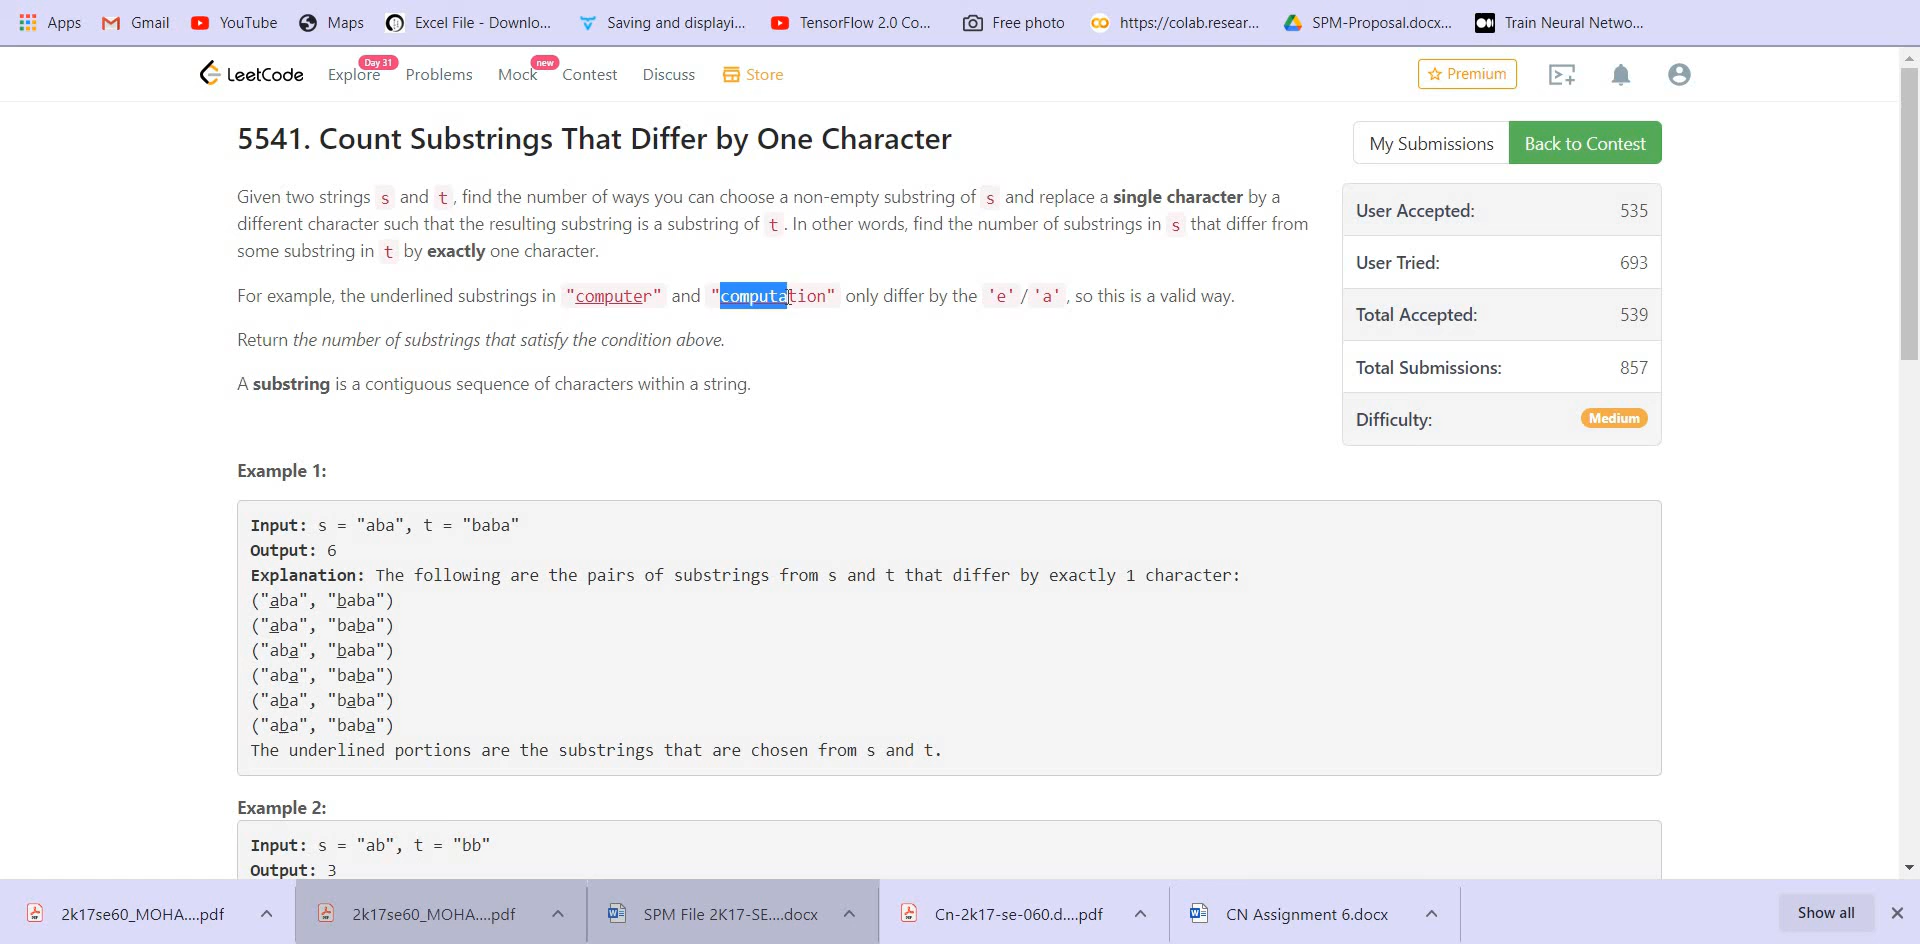 Apps Gmail YouTube Maps Excel File - Downlo... Saving and displayi... TensorFlow 2.0 Co... Free photo https://colab.resear... SPM-Proposal.docx... Train Neural Netwo...
LeetCode Explore Day 31 Problems Mock new Contest Discuss Store Premium
5541. Count Substrings That Differ by One Character
My Submissions Back to Contest
Given two strings s and t, find the number of ways you can choose a non-empty substring of s and replace a single character by a
different character such that the resulting substring is a substring of t. In other words, find the number of substrings in s that differ from
some substring in t by exactly one character.
For example, the underlined substrings in "computer" and "computation" only differ by the 'e'/'a', so this is a valid way.
Return the number of substrings that satisfy the condition above.
A substring is a contiguous sequence of characters within a string.
User Accepted: 535
User Tried: 693
Total Accepted: 539
Total Submissions: 857
Difficulty: Medium
Example 1:
Input: s = "aba", t = "baba"
Output: 6
Explanation: The following are the pairs of substrings from s and t that differ by exactly 1 character:
("aba", "baba")
("aba", "baba")
("aba", "baba")
("aba", "baba")
("aba", "baba")
("aba", "baba")
The underlined portions are the substrings that are chosen from s and t.
Example 2:
Input: s = "ab", t = "bb"
Output: 3
2k17se60_MOHA....pdf 2k17se60_MOHA....pdf SPM File 2K17-SE....docx Cn-2k17-se-060.d....pdf CN Assignment 6.docx Show all